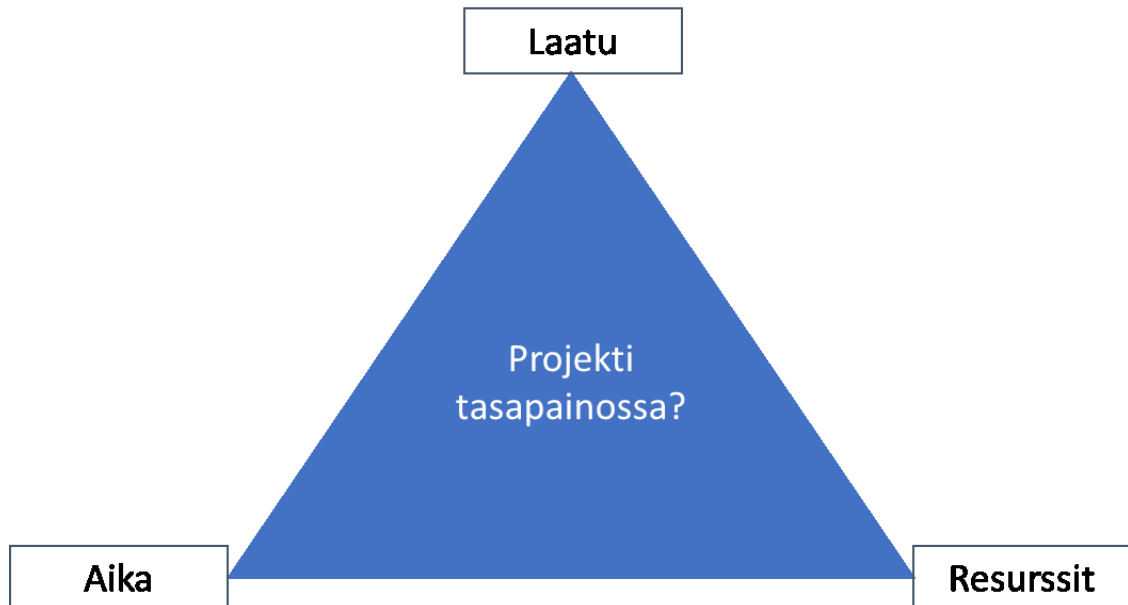 Laatu
Projekti
tasapainossa?
Aika
Resurssit